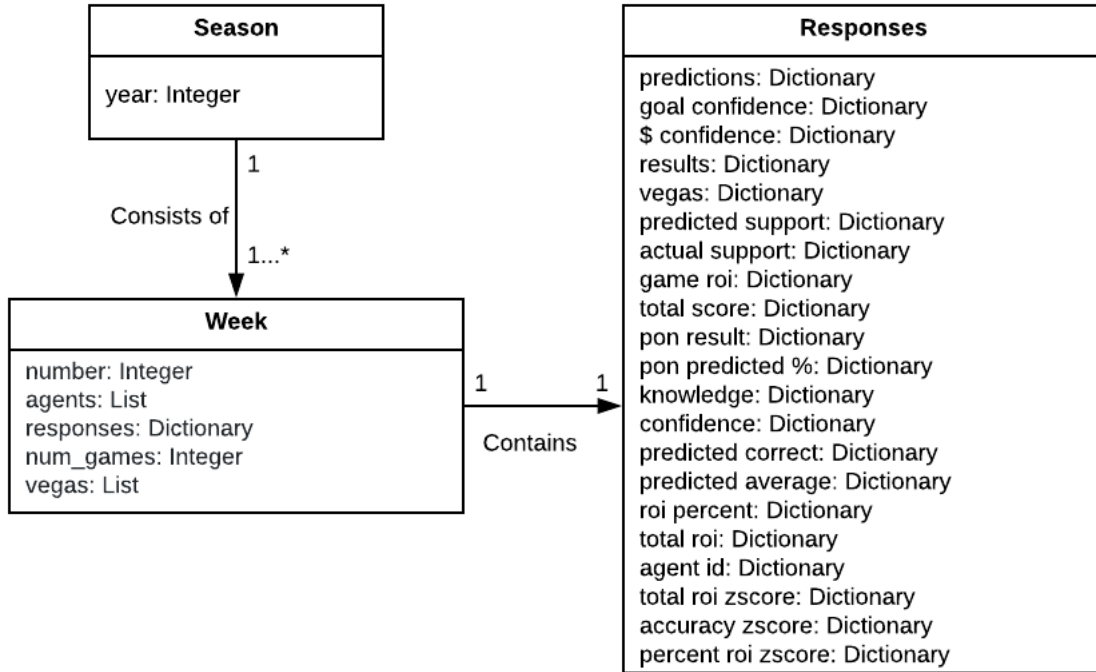 Season
year: Integer
1
Consists of
1...*
Week
number: Integer
agents: List
responses: Dictionary
num_games: Integer
vegas: List
1
1
Contains
Responses
predictions: Dictionary
goal confidence: Dictionary
$ confidence: Dictionary
results: Dictionary
vegas: Dictionary
predicted support: Dictionary
actual support: Dictionary
game roi: Dictionary
total score: Dictionary
pon result: Dictionary
pon predicted %: Dictionary
knowledge: Dictionary
confidence: Dictionary
predicted correct: Dictionary
predicted average: Dictionary
roi percent: Dictionary
total roi: Dictionary
agent id: Dictionary
total roi zscore: Dictionary
accuracy zscore: Dictionary
percent roi zscore: Dictionary